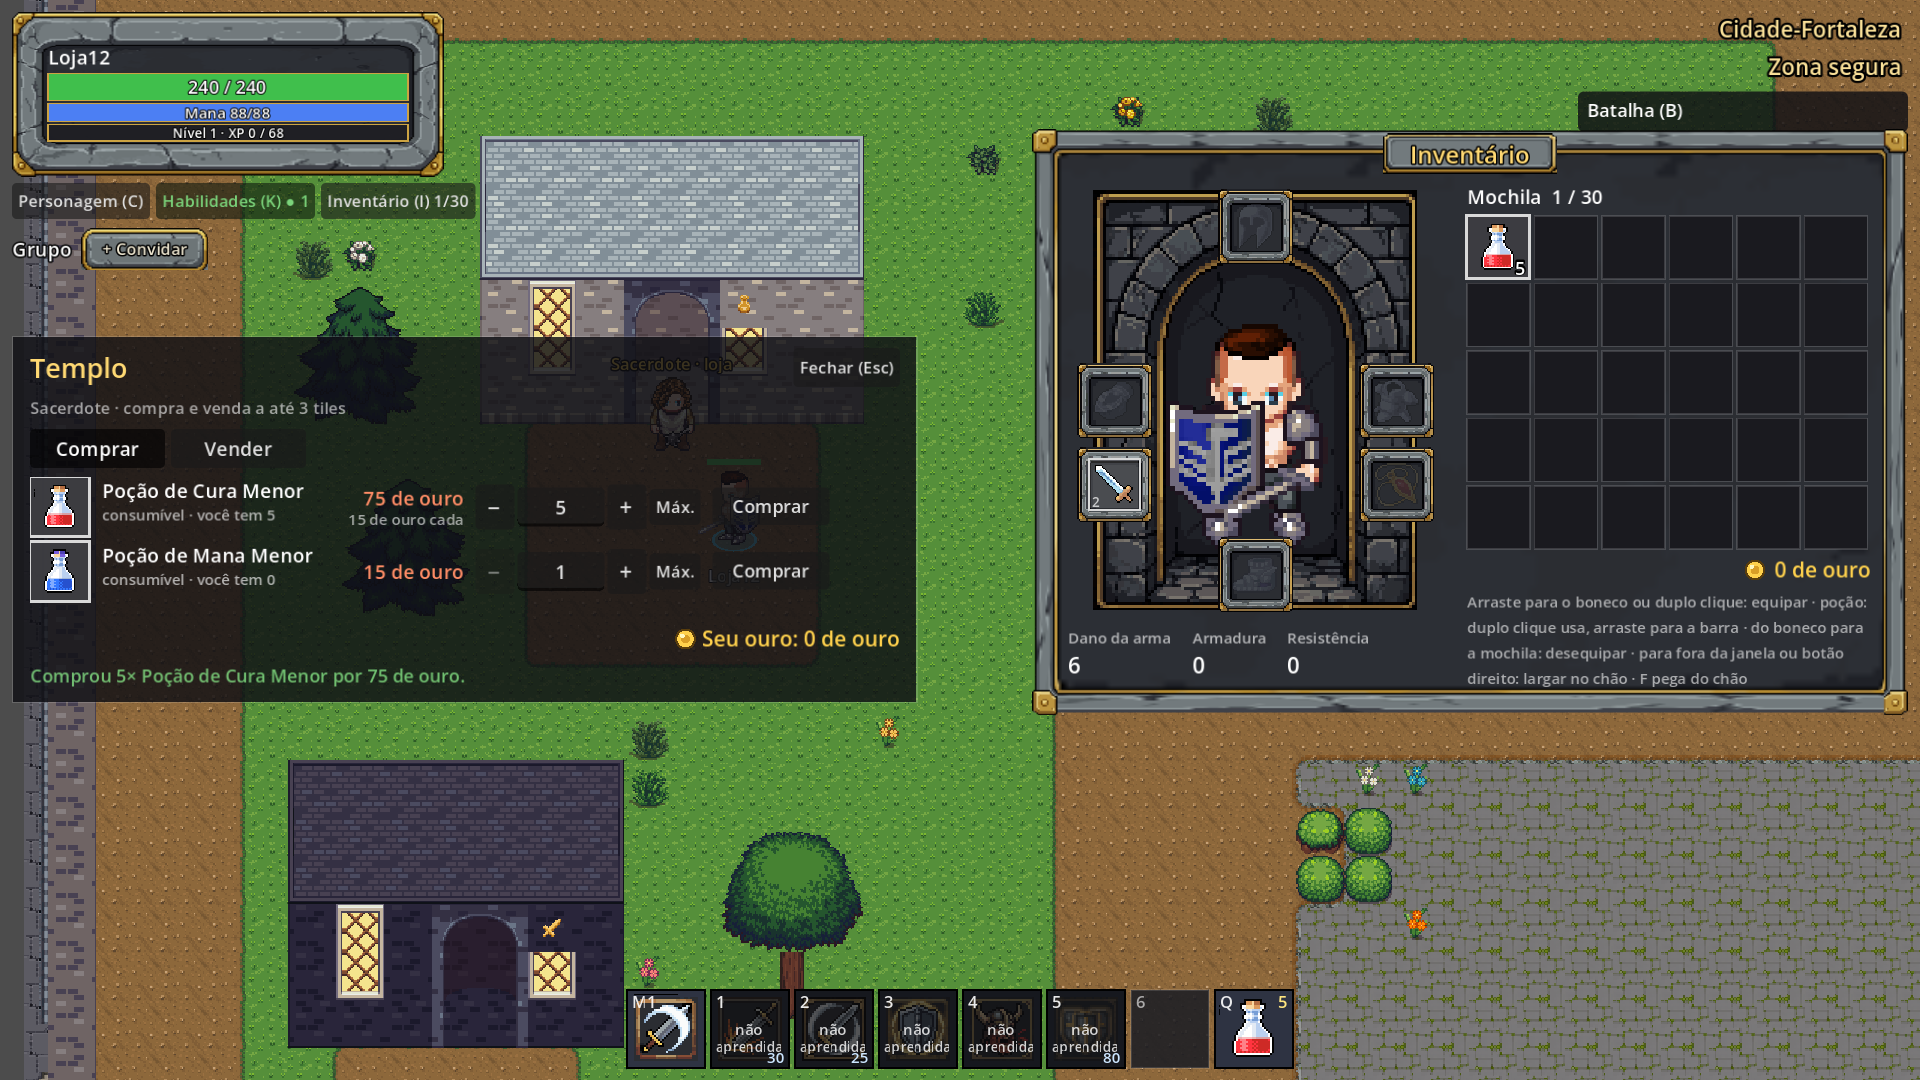 Loja12
240 / 240
Mana 88/88
Nível 1 · XP 0 / 68
Personagem (C)
Habilidades (K) ● 1
Inventário (I) 1/30
Grupo
+ Convidar
Cidade-Fortaleza
Zona segura
Batalha (B)
Sacerdote · loja
Templo
Fechar (Esc)
Sacerdote · compra e venda a até 3 tiles
Comprar
Vender
Poção de Cura Menor
consumível · você tem 5
75 de ouro
15 de ouro cada
−
5
+
Máx.
Comprar
Poção de Mana Menor
consumível · você tem 0
15 de ouro
−
1
+
Máx.
Comprar
Seu ouro: 0 de ouro
Comprou 5× Poção de Cura Menor por 75 de ouro.
Inventário
Mochila 1 / 30
5
2
0 de ouro
Dano da arma
6
Armadura
0
Resistência
0
Arraste para o boneco ou duplo clique: equipar · poção:
duplo clique usa, arraste para a barra · do boneco para
a mochila: desequipar · para fora da janela ou botão
direito: largar no chão · F pega do chão
M1
1
não
aprendida
30
2
não
aprendida
25
3
não
aprendida
4
não
aprendida
5
não
aprendida
80
6
Q
5